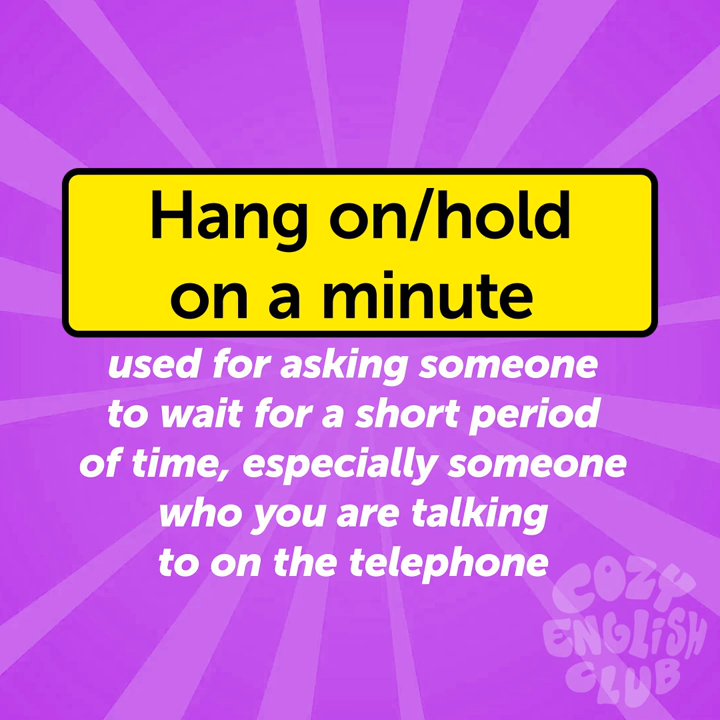 Hang on/hold
on a minute
used for asking someone
to wait for a short period
of time, especially someone
who you are talking
to on the telephone
COZY
ENGLISH
CLUB